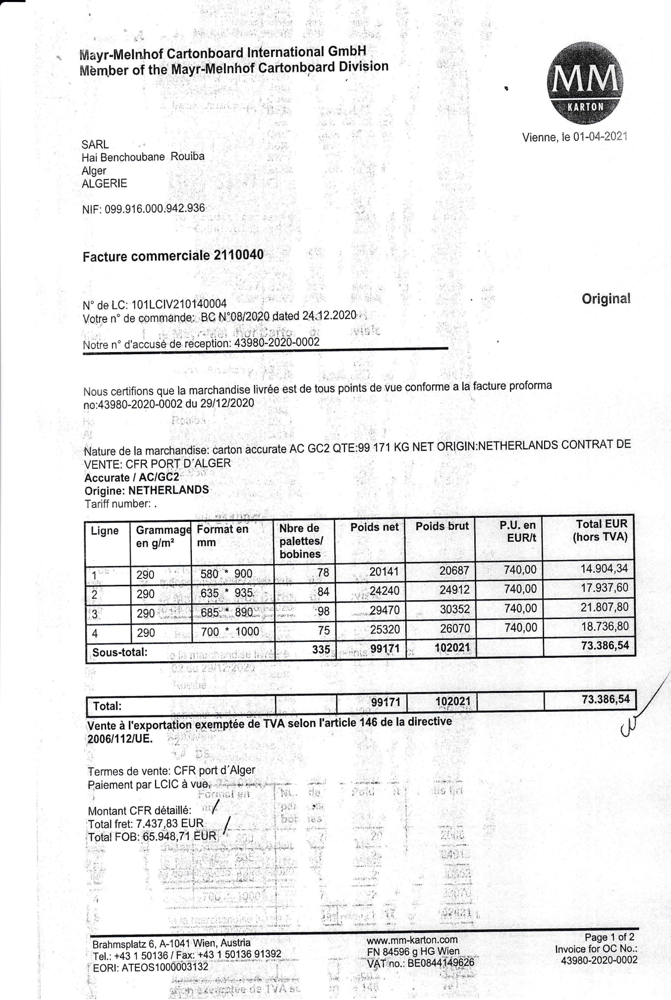 Mayr-Melnhof Cartonboard International GmbH
Member of the Mayr-Melnhof Cartonboard Division
MM
KARTON
Vienne, le 01-04-2021
SARL
Hai Benchoubane Rouiba
Alger
ALGERIE
NIF: 099.916.000.942.936
Facture commerciale 2110040
Original
N° de LC: 101LCIV210140004
Votre n° de commande: BC N°08/2020 dated 24.12.2020
Notre n° d'accusé de reception: 43980-2020-0002
Nous certifions que la marchandise livrée est de tous points de vue conforme a la facture proforma
no:43980-2020-0002 du 29/12/2020
Nature de la marchandise: carton accurate AC GC2 QTE:99 171 KG NET ORIGIN:NETHERLANDS CONTRAT DE
VENTE: CFR PORT D´ALGER
Accurate / AC/GC2
Origine: NETHERLANDS
Tariff number: .
Ligne Grammage en g/m² Format en mm Nbre de palettes/ bobines Poids net Poids brut P.U. en EUR/t Total EUR (hors TVA)
1 290 580 * 900 78 20141 20687 740,00 14.904,34
2 290 635 * 935 84 24240 24912 740,00 17.937,60
3 290 685 * 890 98 29470 30352 740,00 21.807,80
4 290 700 * 1000 75 25320 26070 740,00 18.736,80
Sous-total: 335 99171 102021 73.386,54
Total: 99171 102021 73.386,54
Vente à l'exportation exemptée de TVA selon l'article 146 de la directive
2006/112/UE.
Termes de vente: CFR port d´Alger
Paiement par LCIC à vue.
Montant CFR détaillé:
Total fret: 7.437,83 EUR
Total FOB: 65.948,71 EUR
Brahmsplatz 6, A-1041 Wien, Austria
Tel.: +43 1 50136 / Fax: +43 1 50136 91392
EORI: ATEOS1000003132
www.mm-karton.com
FN 84596 g HG Wien
VAT no.: BE0844149626
Page 1 of 2
Invoice for OC No.:
43980-2020-0002